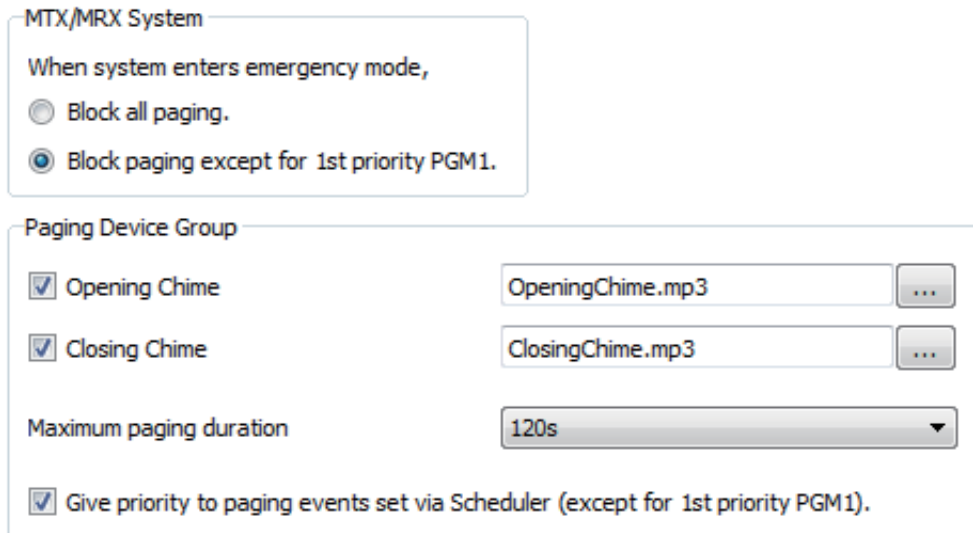 MTX/MRX System
When system enters emergency mode,
Block all paging.
Block paging except for 1st priority PGM1.
Paging Device Group
Opening Chime OpeningChime.mp3 ...
Closing Chime ClosingChime.mp3 ...
Maximum paging duration 120s
Give priority to paging events set via Scheduler (except for 1st priority PGM1).